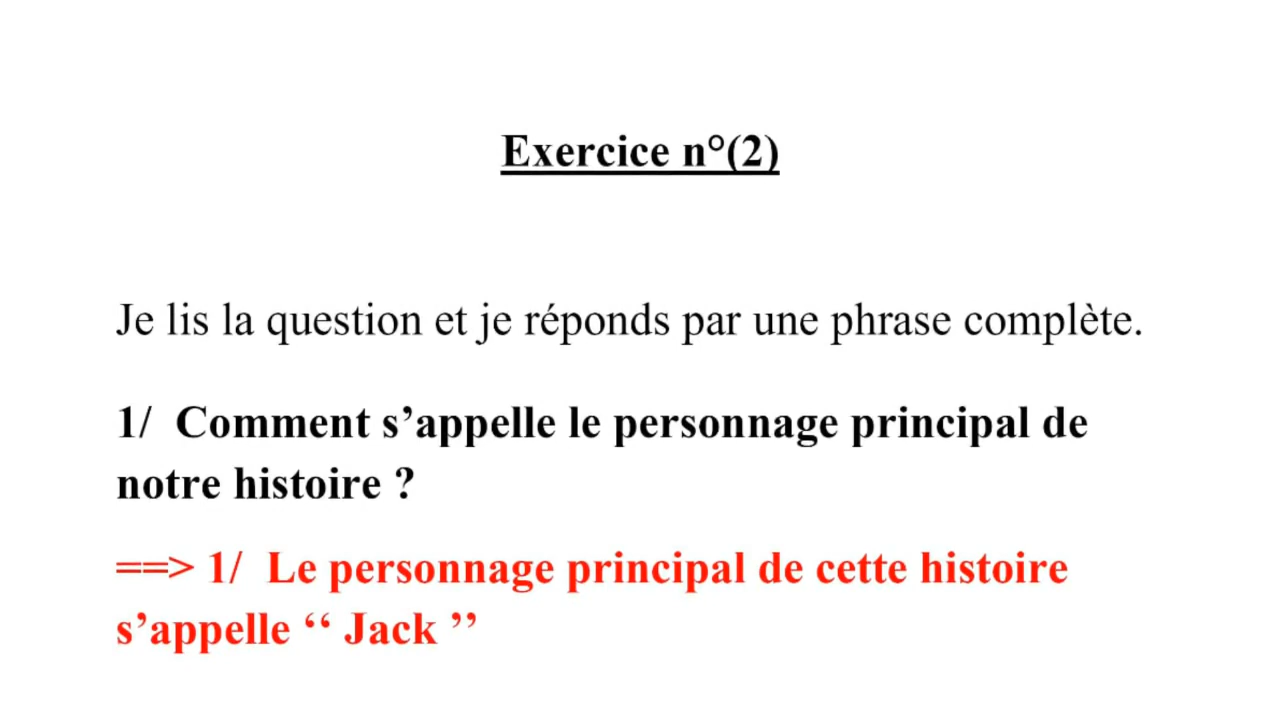 Exercice n°(2)
Je lis la question et je réponds par une phrase complète.
1/  Comment s’appelle le personnage principal de
notre histoire ?
==> 1/  Le personnage principal de cette histoire
s’appelle ‘‘ Jack ’’